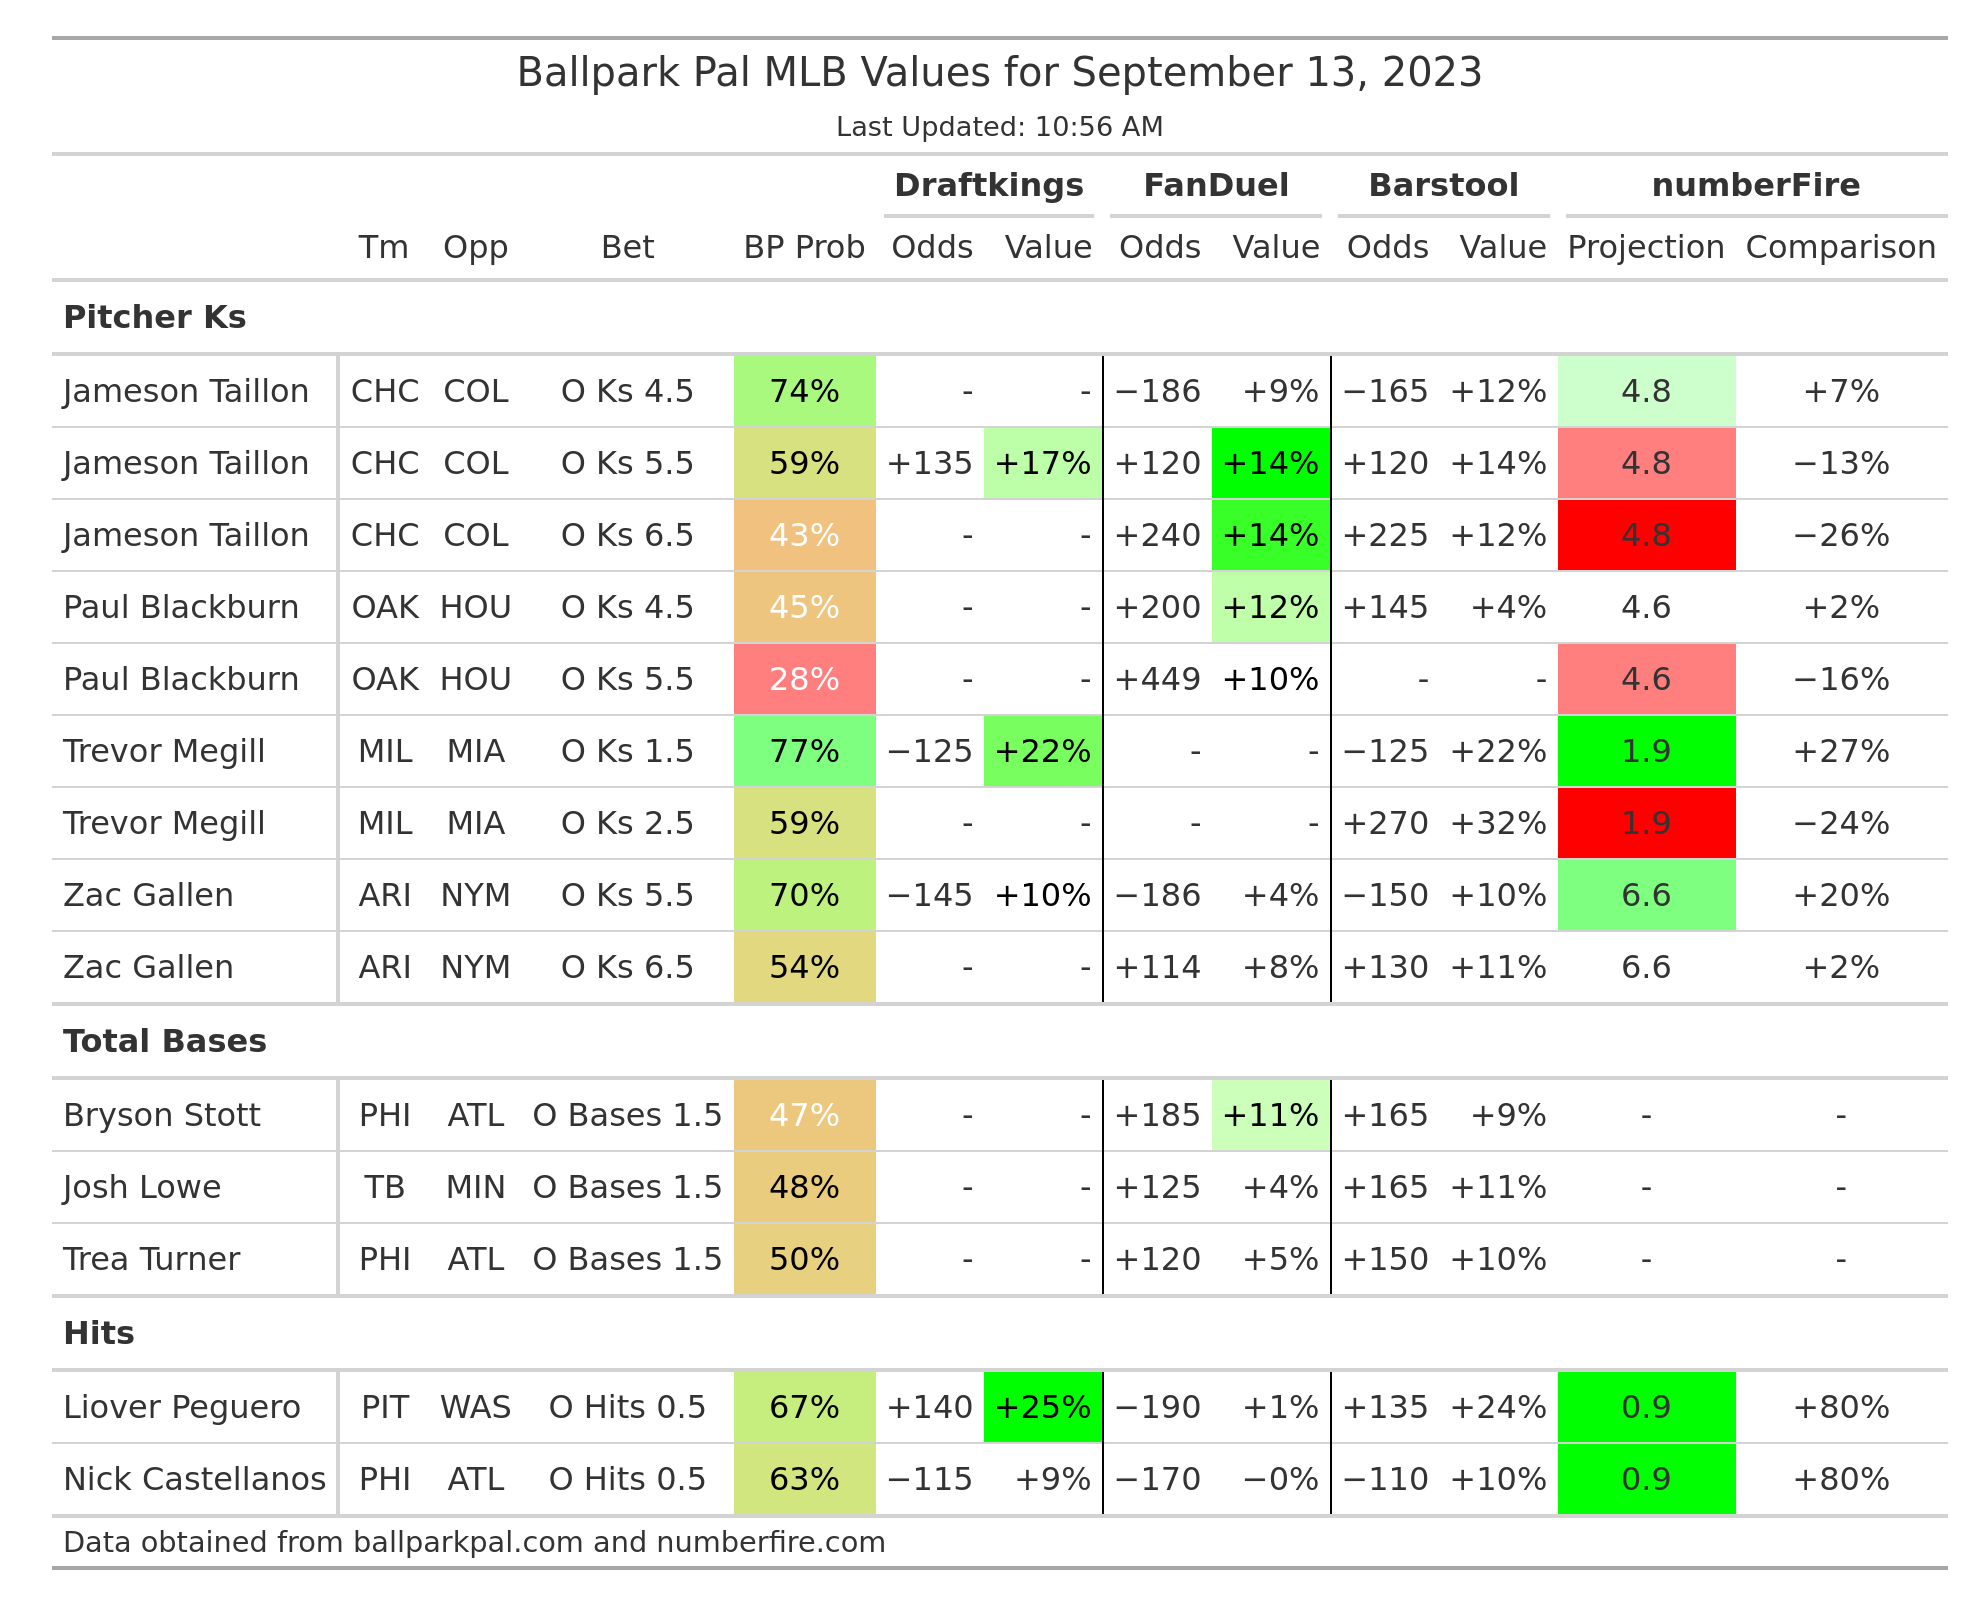 Ballpark Pal MLB Values for September 13, 2023
Last Updated: 10:56 AM
Draftkings FanDuel Barstool numberFire
Tm Opp Bet BP Prob Odds Value Odds Value Odds Value Projection Comparison
Pitcher Ks
Jameson Taillon CHC COL O Ks 4.5 74% - - −186 +9% −165 +12% 4.8 +7%
Jameson Taillon CHC COL O Ks 5.5 59% +135 +17% +120 +14% +120 +14% 4.8 −13%
Jameson Taillon CHC COL O Ks 6.5 43% - - +240 +14% +225 +12% 4.8 −26%
Paul Blackburn OAK HOU O Ks 4.5 45% - - +200 +12% +145 +4% 4.6 +2%
Paul Blackburn OAK HOU O Ks 5.5 28% - - +449 +10% - - 4.6 −16%
Trevor Megill MIL MIA O Ks 1.5 77% −125 +22% - - −125 +22% 1.9 +27%
Trevor Megill MIL MIA O Ks 2.5 59% - - - - +270 +32% 1.9 −24%
Zac Gallen ARI NYM O Ks 5.5 70% −145 +10% −186 +4% −150 +10% 6.6 +20%
Zac Gallen ARI NYM O Ks 6.5 54% - - +114 +8% +130 +11% 6.6 +2%
Total Bases
Bryson Stott PHI ATL O Bases 1.5 47% - - +185 +11% +165 +9% - -
Josh Lowe TB MIN O Bases 1.5 48% - - +125 +4% +165 +11% - -
Trea Turner PHI ATL O Bases 1.5 50% - - +120 +5% +150 +10% - -
Hits
Liover Peguero PIT WAS O Hits 0.5 67% +140 +25% −190 +1% +135 +24% 0.9 +80%
Nick Castellanos PHI ATL O Hits 0.5 63% −115 +9% −170 −0% −110 +10% 0.9 +80%
Data obtained from ballparkpal.com and numberfire.com